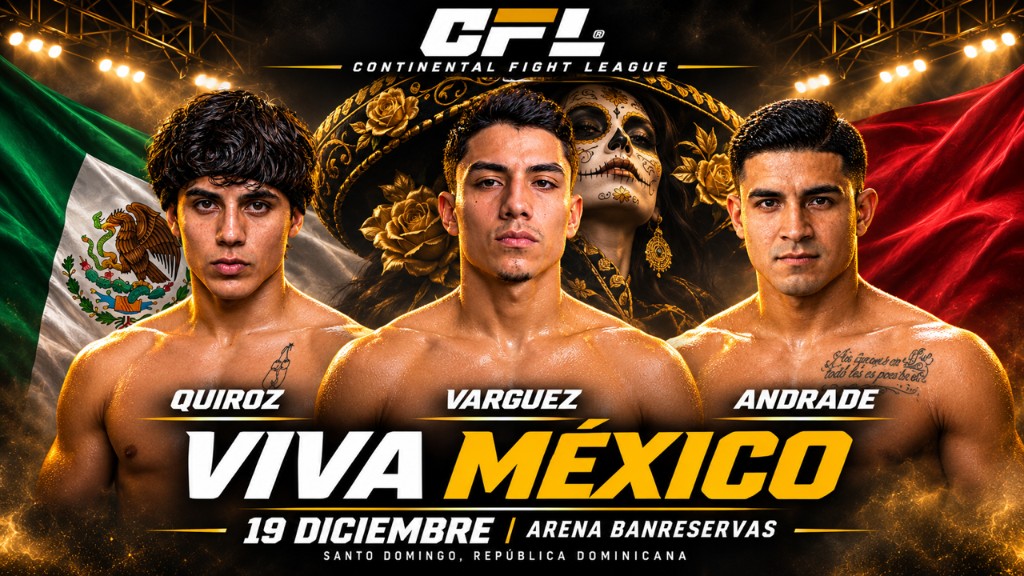 CFL®
CONTINENTAL FIGHT LEAGUE
QUIROZ
VARGUEZ
ANDRADE
VIVA MÉXICO
19 DICIEMBRE | ARENA BANRESERVAS
SANTO DOMINGO, REPÚBLICA DOMINICANA